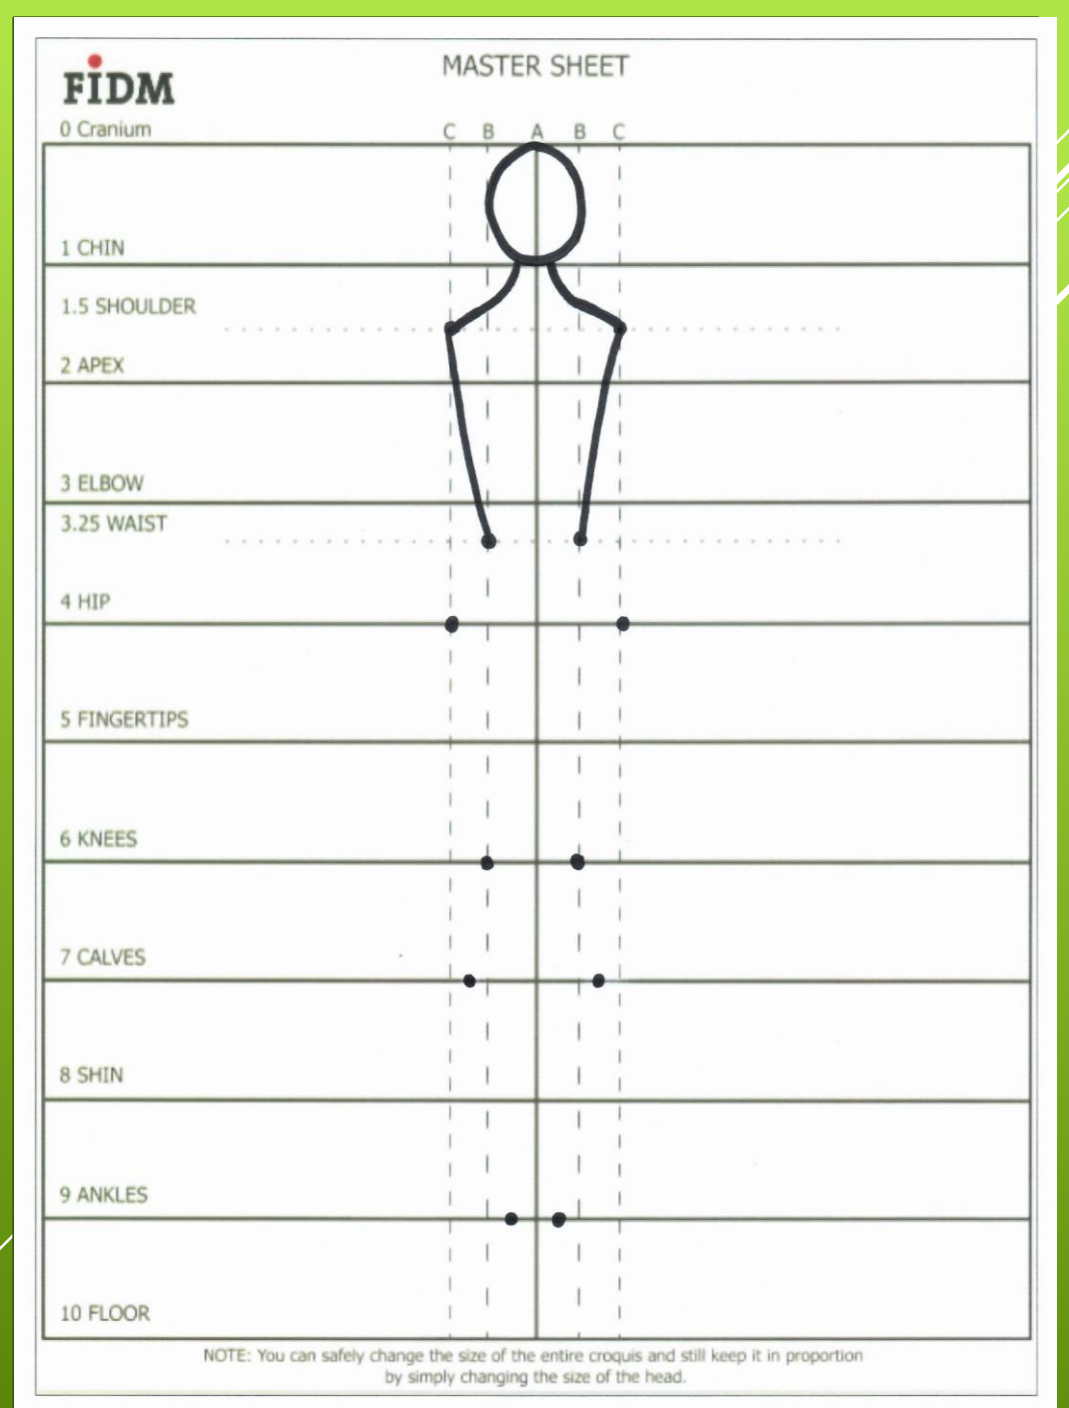 FIDM
MASTER SHEET
0 Cranium
C B A B C
1 CHIN
1.5 SHOULDER
2 APEX
3 ELBOW
3.25 WAIST
4 HIP
5 FINGERTIPS
6 KNEES
7 CALVES
8 SHIN
9 ANKLES
10 FLOOR
NOTE: You can safely change the size of the entire croquis and still keep it in proportion
by simply changing the size of the head.